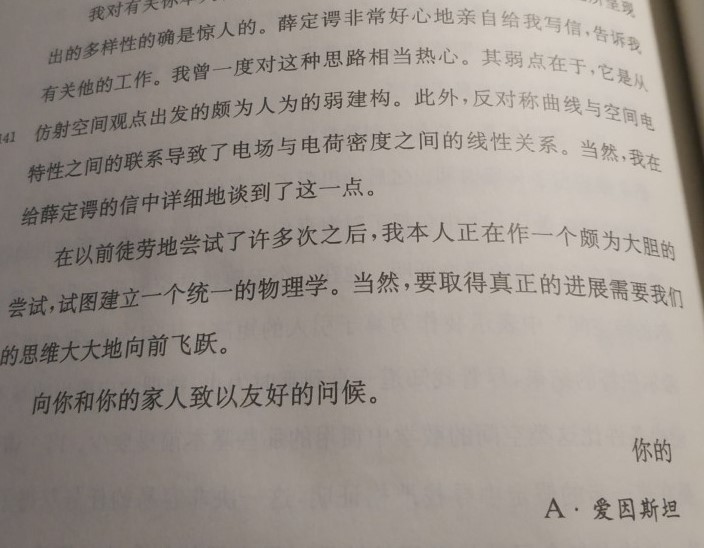 我对有关你
呈现
出的多样性的确是惊人的。薛定谔非常好心地亲自给我写信，告诉我
有关他的工作。我曾一度对这种思路相当热心。其弱点在于，它是从
141 仿射空间观点出发的颇为人为的弱建构。此外，反对称曲线与空间电
特性之间的联系导致了电场与电荷密度之间的线性关系。当然，我在
给薛定谔的信中详细地谈到了这一点。
在以前徒劳地尝试了许多次之后，我本人正在作一个颇为大胆的
尝试，试图建立一个统一的物理学。当然，要取得真正的进展需要我们
的思维大大地向前飞跃。
向你和你的家人致以友好的问候。
你的
A·爱因斯坦